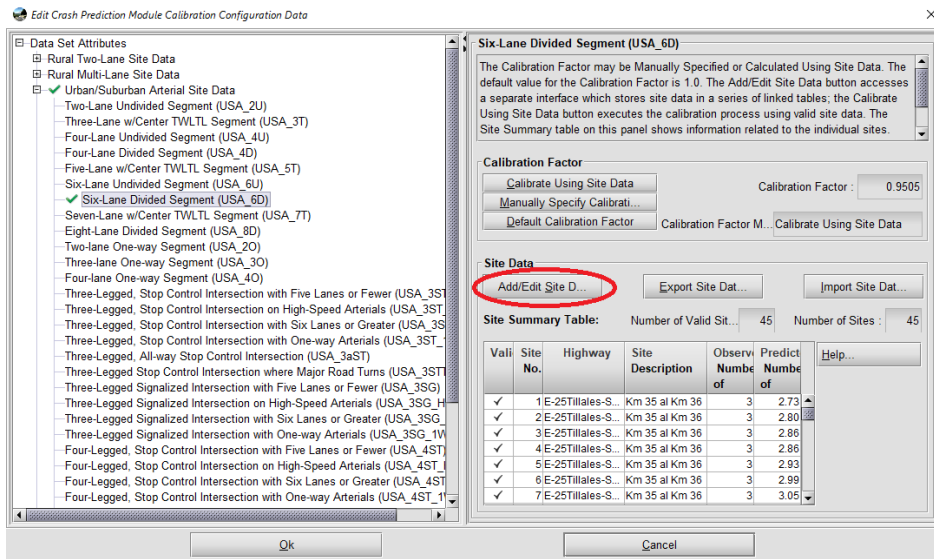 Edit Crash Prediction Module Calibration Configuration Data
Data Set Attributes
Rural Two-Lane Site Data
Rural Multi-Lane Site Data
Urban/Suburban Arterial Site Data
Two-Lane Undivided Segment (USA_2U)
Three-Lane w/Center TWLTL Segment (USA_3T)
Four-Lane Undivided Segment (USA_4U)
Four-Lane Divided Segment (USA_4D)
Five-Lane w/Center TWLTL Segment (USA_5T)
Six-Lane Undivided Segment (USA_6U)
Six-Lane Divided Segment (USA_6D)
Seven-Lane w/Center TWLTL Segment (USA_7T)
Eight-Lane Divided Segment (USA_8D)
Two-lane One-way Segment (USA_2O)
Three-lane One-way Segment (USA_3O)
Four-lane One-way Segment (USA_4O)
Three-Legged, Stop Control Intersection with Five Lanes or Fewer (USA_3ST
Three-Legged, Stop Control Intersection on High-Speed Arterials (USA_3ST_
Three-Legged, Stop Control Intersection with Six Lanes or Greater (USA_3S
Three-Legged, Stop Control Intersection with One-way Arterials (USA_3ST_1
Three-Legged, All-way Stop Control Intersection (USA_3aST)
Three-Legged Stop Control Intersection where Major Road Turns (USA_3STT
Three-Legged Signalized Intersection with Five Lanes or Fewer (USA_3SG)
Three-Legged Signalized Intersection on High-Speed Arterials (USA_3SG_H
Three-Legged Signalized Intersection with Six Lanes or Greater (USA_3SG_
Three-Legged Signalized Intersection with One-way Arterials (USA_3SG_1W
Four-Legged, Stop Control Intersection with Five Lanes or Fewer (USA_4ST)
Four-Legged, Stop Control Intersection on High-Speed Arterials (USA_4ST_
Four-Legged, Stop Control Intersection with Six Lanes or Greater (USA_4ST
Four-Legged, Stop Control Intersection with One-way Arterials (USA_4ST_1
Six-Lane Divided Segment (USA_6D)
The Calibration Factor may be Manually Specified or Calculated Using Site Data. The
default value for the Calibration Factor is 1.0. The Add/Edit Site Data button accesses
a separate interface which stores site data in a series of linked tables; the Calibrate
Using Site Data button executes the calibration process using valid site data. The
Site Summary table on this panel shows information related to the individual sites.
Calibration Factor
Calibrate Using Site Data
Calibration Factor : 0.9505
Manually Specify Calibrati...
Default Calibration Factor
Calibration Factor M... Calibrate Using Site Data
Site Data
Add/Edit Site D... Export Site Dat... Import Site Dat...
Site Summary Table: Number of Valid Sit... 45 Number of Sites : 45
Vali Site No. Highway Site Description Observe Numbe of Predict Numbe of
Help...
✓ 1 E-25Tillales-S... Km 35 al Km 36 3 2.73
✓ 2 E-25Tillales-S... Km 35 al Km 36 3 2.80
✓ 3 E-25Tillales-S... Km 35 al Km 36 3 2.86
✓ 4 E-25Tillales-S... Km 35 al Km 36 3 2.86
✓ 5 E-25Tillales-S... Km 35 al Km 36 3 2.93
✓ 6 E-25Tillales-S... Km 35 al Km 36 3 2.99
✓ 7 E-25Tillales-S... Km 35 al Km 36 3 3.05
Ok Cancel